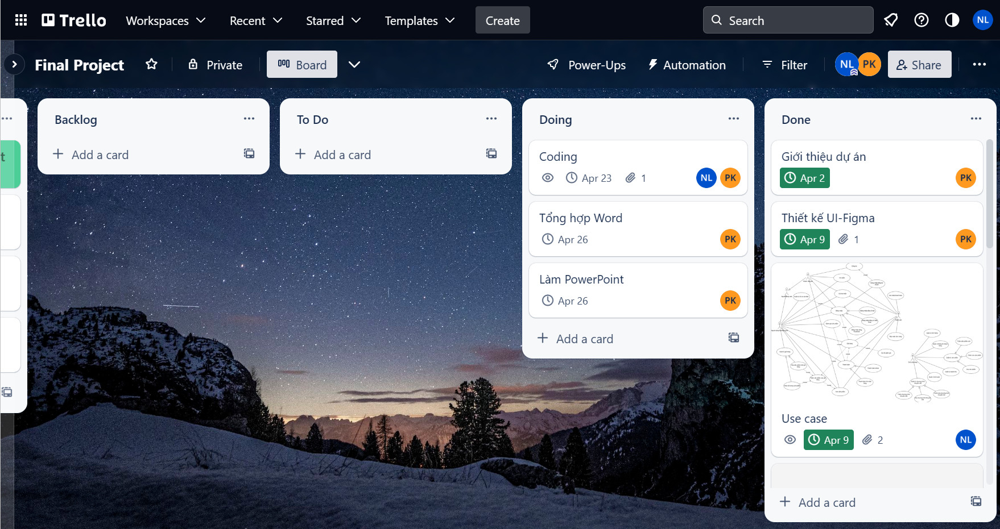 Trello
Workspaces
Recent
Starred
Templates
Create
Search
NL
Final Project
Private
Board
Power-Ups
Automation
Filter
NL
PK
Share
t
Backlog
Add a card
To Do
Add a card
Doing
Coding
Apr 23
1
NL
PK
Tổng hợp Word
Apr 26
PK
Làm PowerPoint
Apr 26
PK
Add a card
Done
Giới thiệu dự án
Apr 2
PK
Thiết kế UI-Figma
Apr 9
1
PK
Use case
Apr 9
2
NL
Add a card